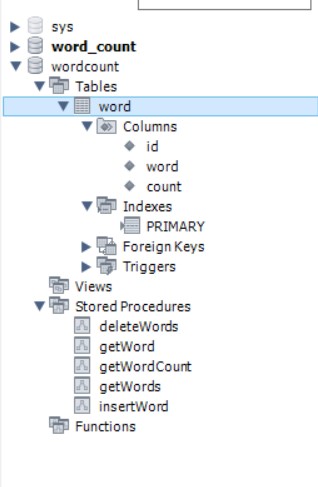 sys
word_count
wordcount
Tables
word
Columns
id
word
count
Indexes
PRIMARY
Foreign Keys
Triggers
Views
Stored Procedures
deleteWords
getWord
getWordCount
getWords
insertWord
Functions